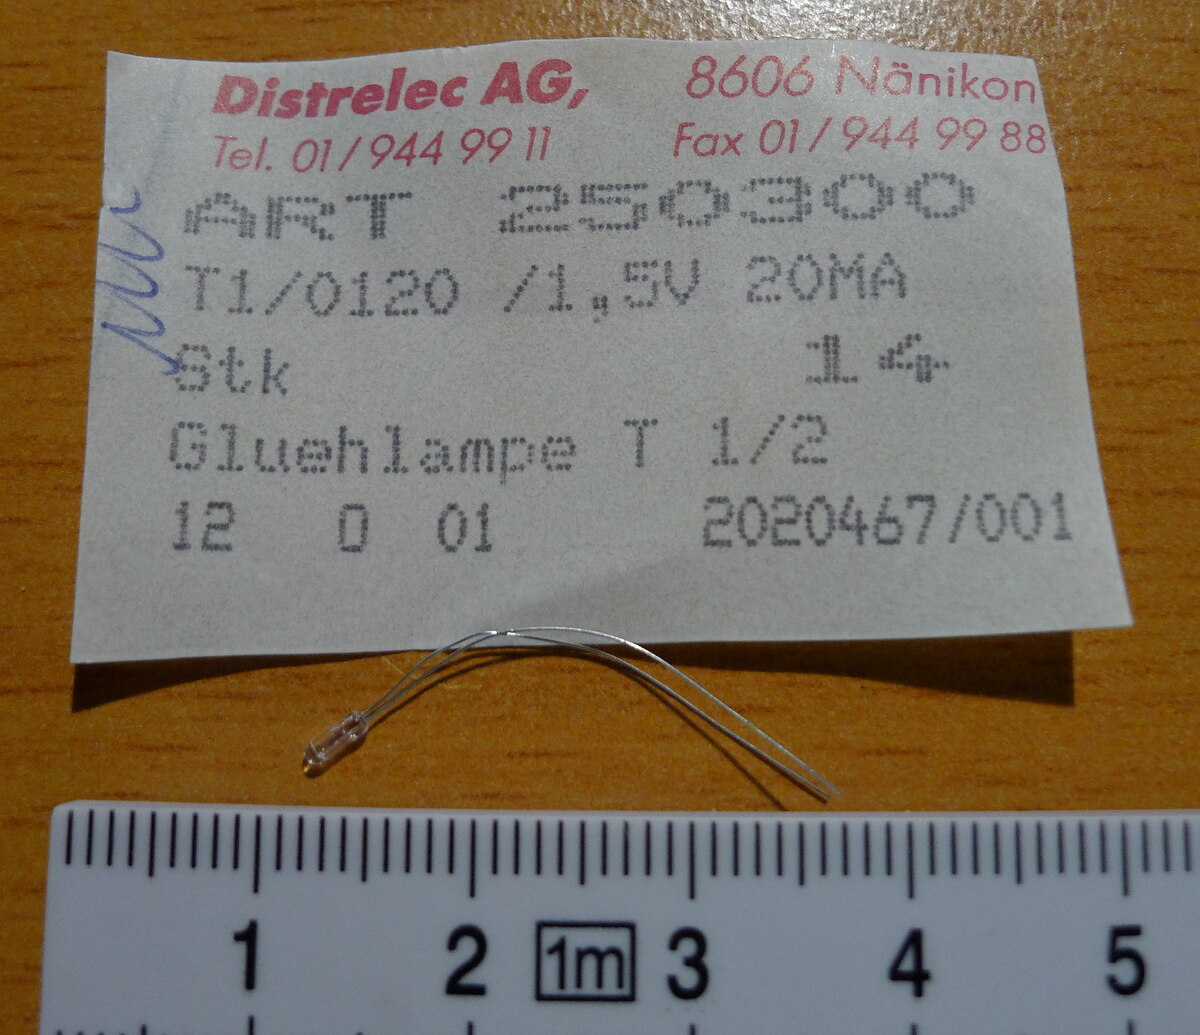 Distrelec AG, 8606 Nänikon
Tel. 01/944 99 11 Fax 01/944 99 88
ART 250300
T1/0120 /1,5V 20MA
Stk 14
Gluehlampe T 1/2
12 0 01 2020467/001
1 2 1m 3 4 5